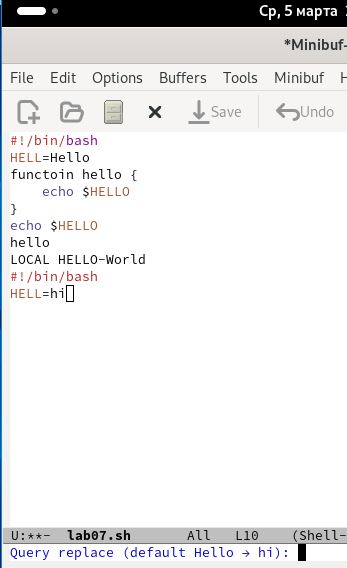 Ср, 5 марта
*Minibuf-
File Edit Options Buffers Tools Minibuf
Save Undo
#!/bin/bash
HELL=Hello
functoin hello {
    echo $HELLO
}
echo $HELLO
hello
LOCAL HELLO-World
#!/bin/bash
HELL=hi
U:**- lab07.sh All L10 (Shell-
Query replace (default Hello → hi):